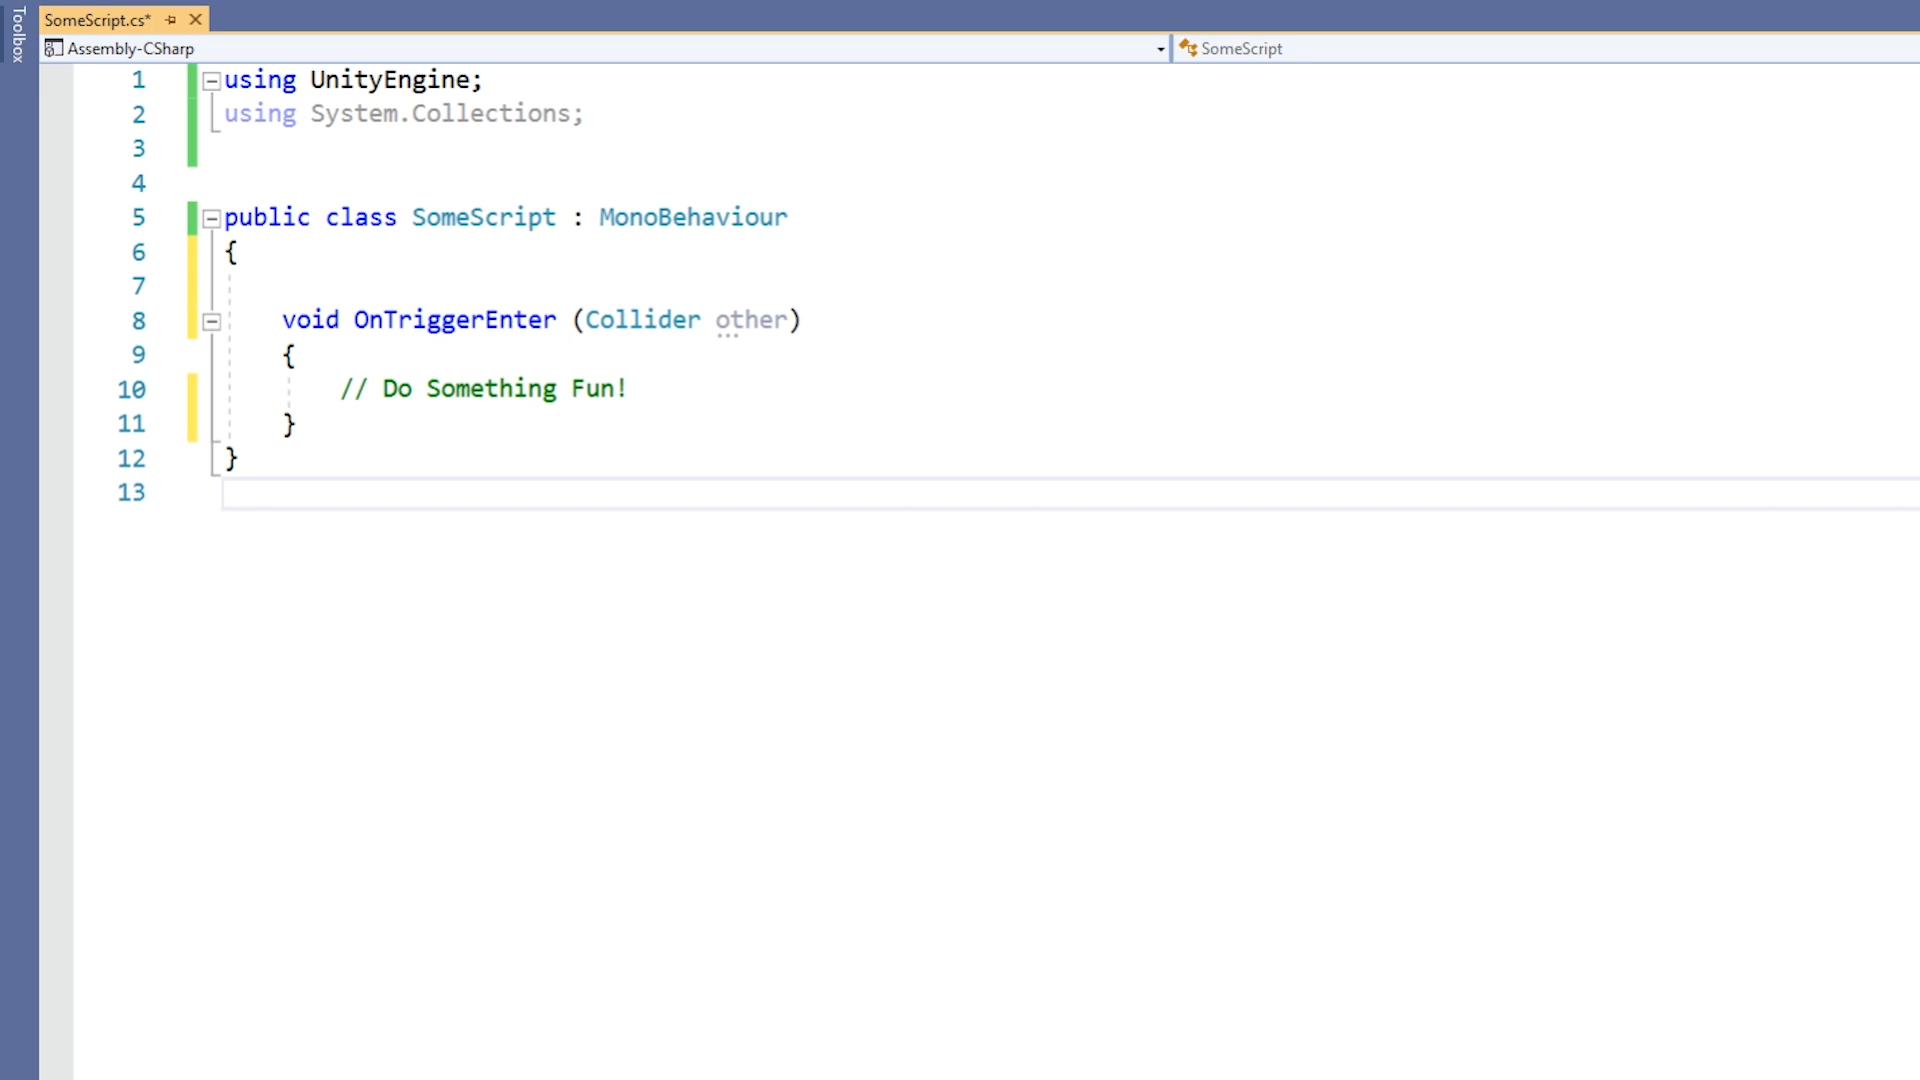 Toolbox
SomeScript.cs*
Assembly-CSharp
SomeScript
1 using UnityEngine;
2 using System.Collections;
3
4
5 public class SomeScript : MonoBehaviour
6 {
7
8 void OnTriggerEnter (Collider other)
9 {
10 // Do Something Fun!
11 }
12 }
13